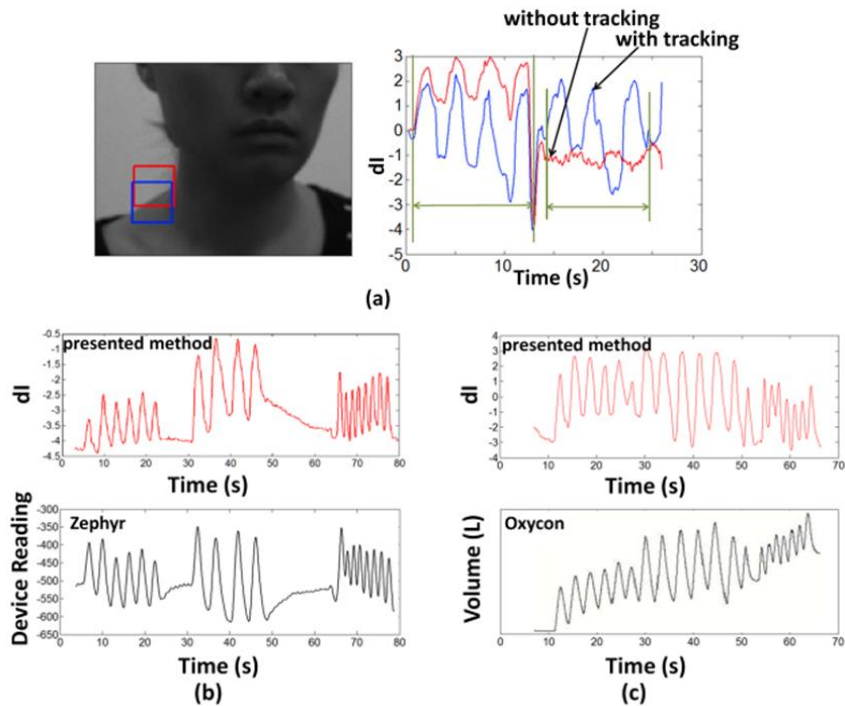 without tracking
with tracking
3
2
1
0
-1
-2
-3
-4
-5
dI
0 10 20 30
Time (s)
(a)
presented method
-0.5
-1
-1.5
-2
-2.5
-3
-3.5
-4
-4.5
dI
0 10 20 30 40 50 60 70 80
Time (s)
Zephyr
-300
-350
-400
-450
-500
-550
-600
-650
Device Reading
0 10 20 30 40 50 60 70 80
Time (s)
(b)
presented method
3
2
1
0
-1
-2
-3
-4
dI
0 10 20 30 40 50 60 70
Time (s)
Oxycon
Volume (L)
0 10 20 30 40 50 60 70
Time (s)
(c)